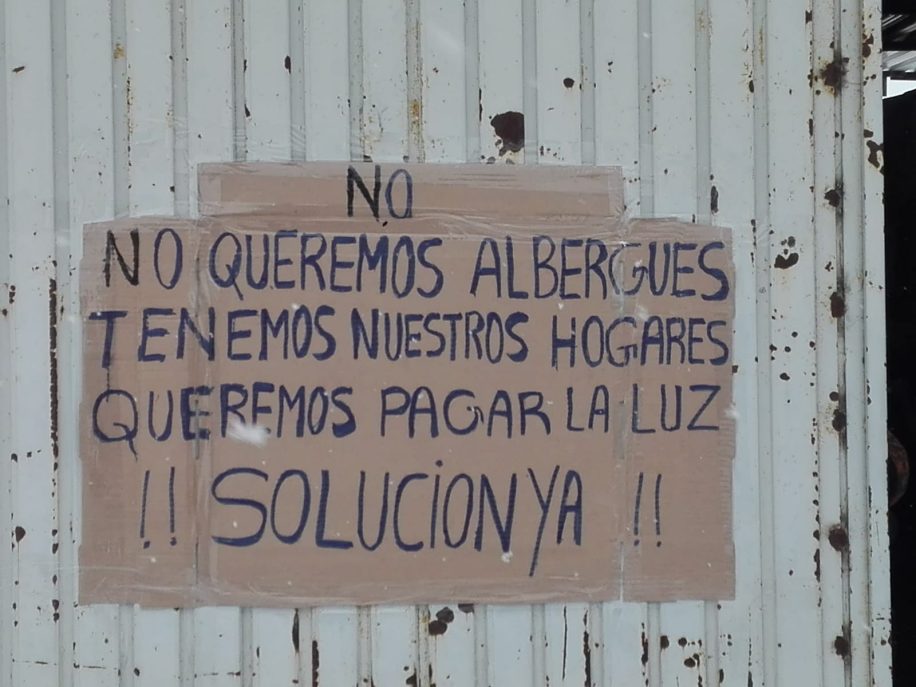 NO
NO QUEREMOS ALBERGUES
TENEMOS NUESTROS HOGARES
QUEREMOS PAGAR LA LUZ
!! SOLUCION YA !!